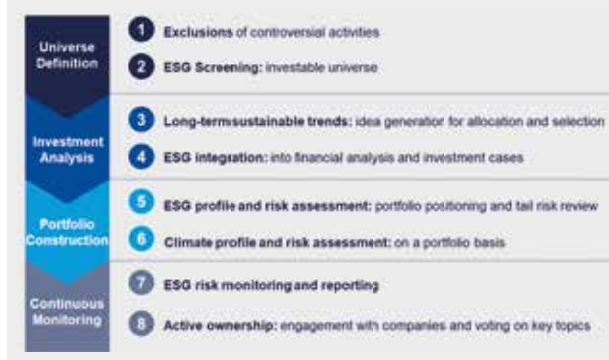 Universe
Definition
1 Exclusions of controversial activities
2 ESG Screening: investable universe
Investment
Analysis
3 Long-termsustainable trends: idea generation for allocation and selection
4 ESG integration: into financial analysis and investment cases
Portfolio
Construction
5 ESG profile and risk assessment: portfolio positioning and tail risk review
6 Climate profile and risk assessment: on a portfolio basis
Continuous
Monitoring
7 ESG risk monitoring and reporting
8 Active ownership: engagement with companies and voting on key topics